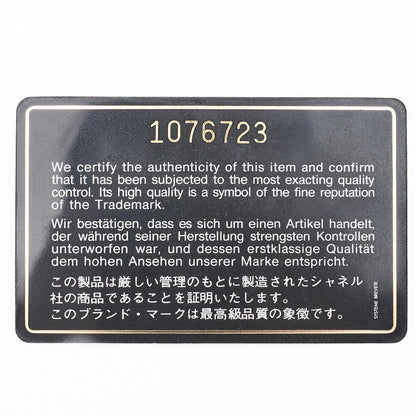 1076723
We certify the authenticity of this item and confirm
that it has been subjected to the most exacting quality
control. Its high quality is a symbol of the fine reputation
of the Trademark.
Wir bestätigen, dass es sich um einen Artikel handelt,
der während seiner Herstellung strengsten Kontrollen
unterworfen war, und dessen erstklassige Qualität
dem hohen Ansehen unserer Marke entspricht.
この製品は厳しい管理のもとに製造されたシャネル
社の商品であることを証明いたします。
このブランド・マークは最高級品質の象徴です。
SYSTEME BREVETE